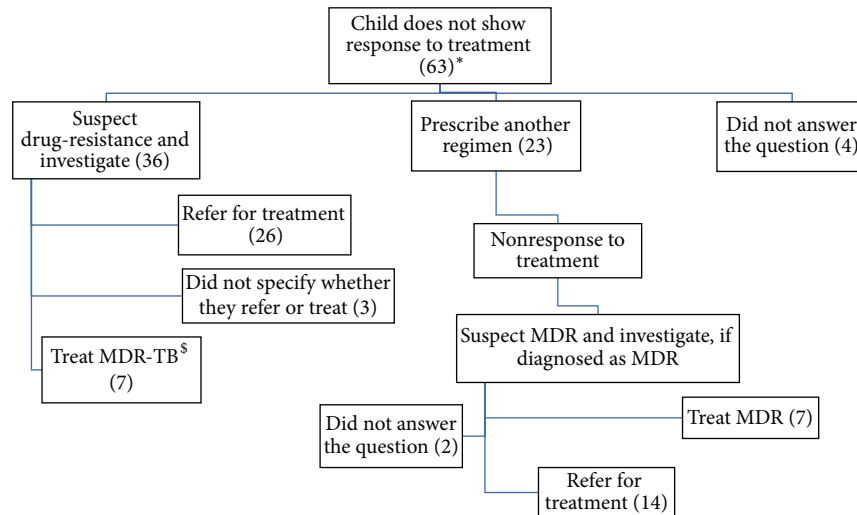 Child does not show
response to treatment
(63)*
Suspect
drug-resistance and
investigate (36)
Prescribe another
regimen (23)
Did not answer
the question (4)
Refer for treatment
(26)
Nonresponse to
treatment
Did not specify whether
they refer or treat (3)
Suspect MDR and investigate, if
diagnosed as MDR
Treat MDR-TB$
(7)
Did not answer
the question (2)
Treat MDR (7)
Refer for
treatment (14)